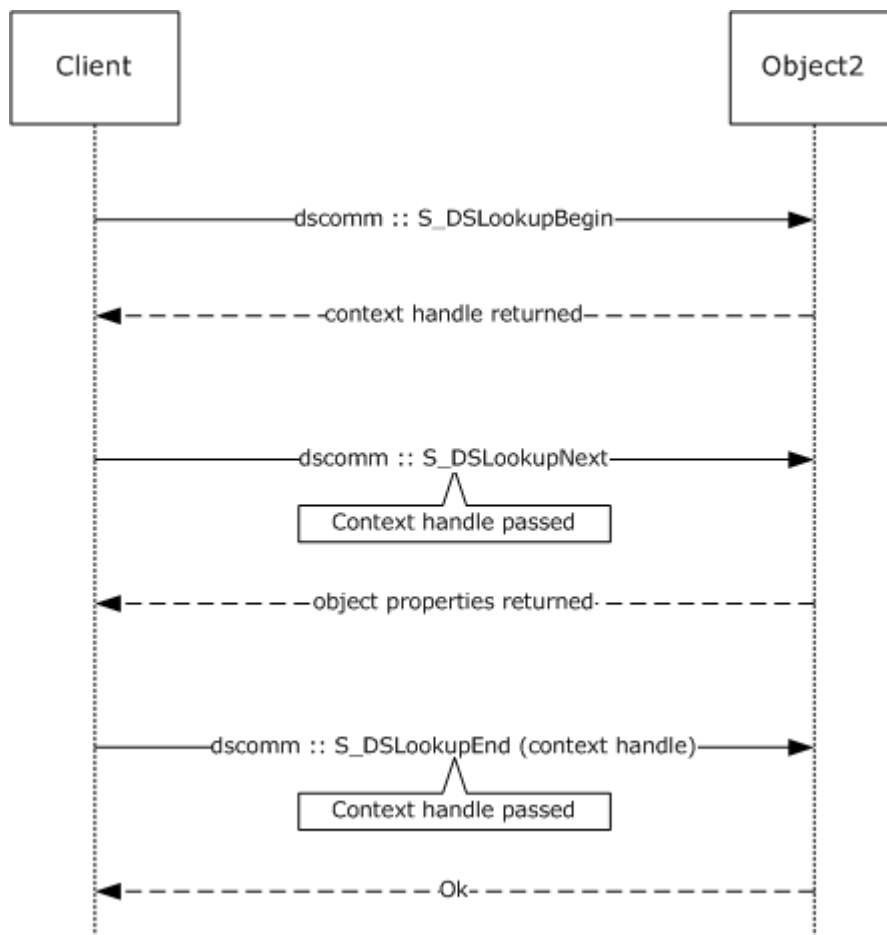 Client
Object2
dscomm :: S_DSLookupBegin
context handle returned
dscomm :: S_DSLookupNext
Context handle passed
object properties returned
dscomm :: S_DSLookupEnd (context handle)
Context handle passed
Ok